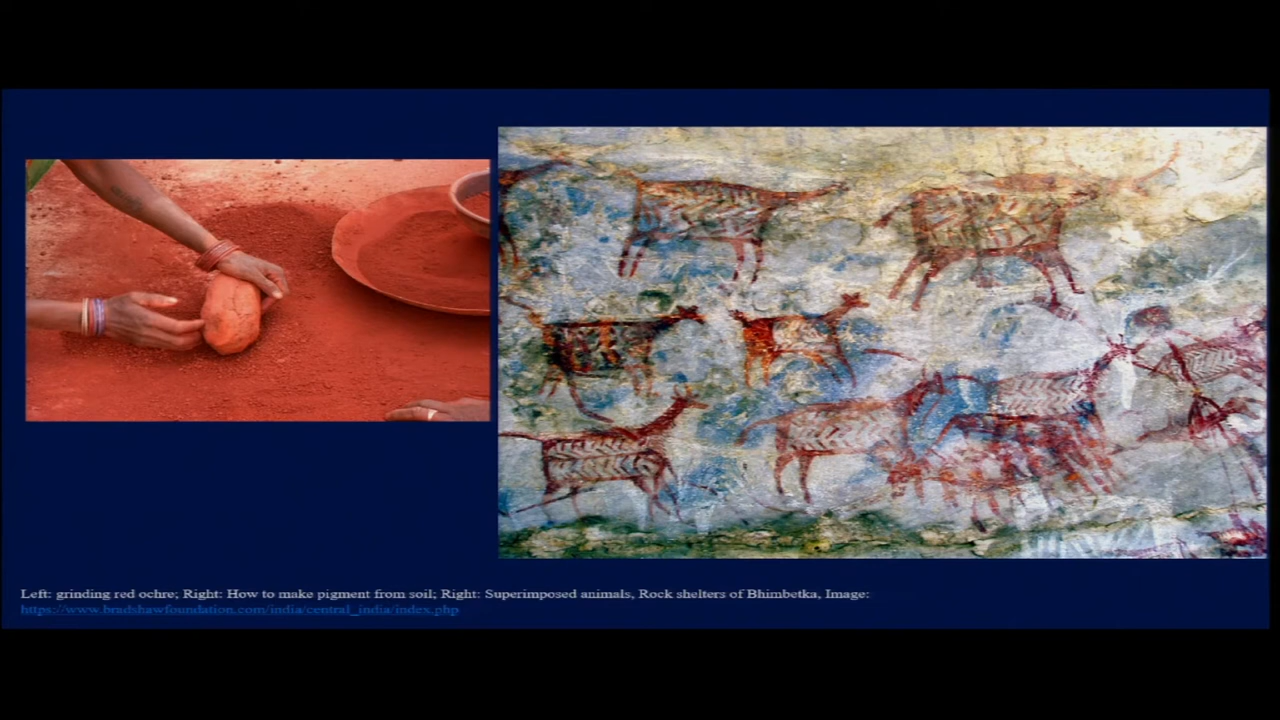 Left: grinding red ochre; Right: How to make pigment from soil; Right: Superimposed animals, Rock shelters of Bhimbetka, Image:
https://www.bradshawfoundation.com/india/central_india/index.php